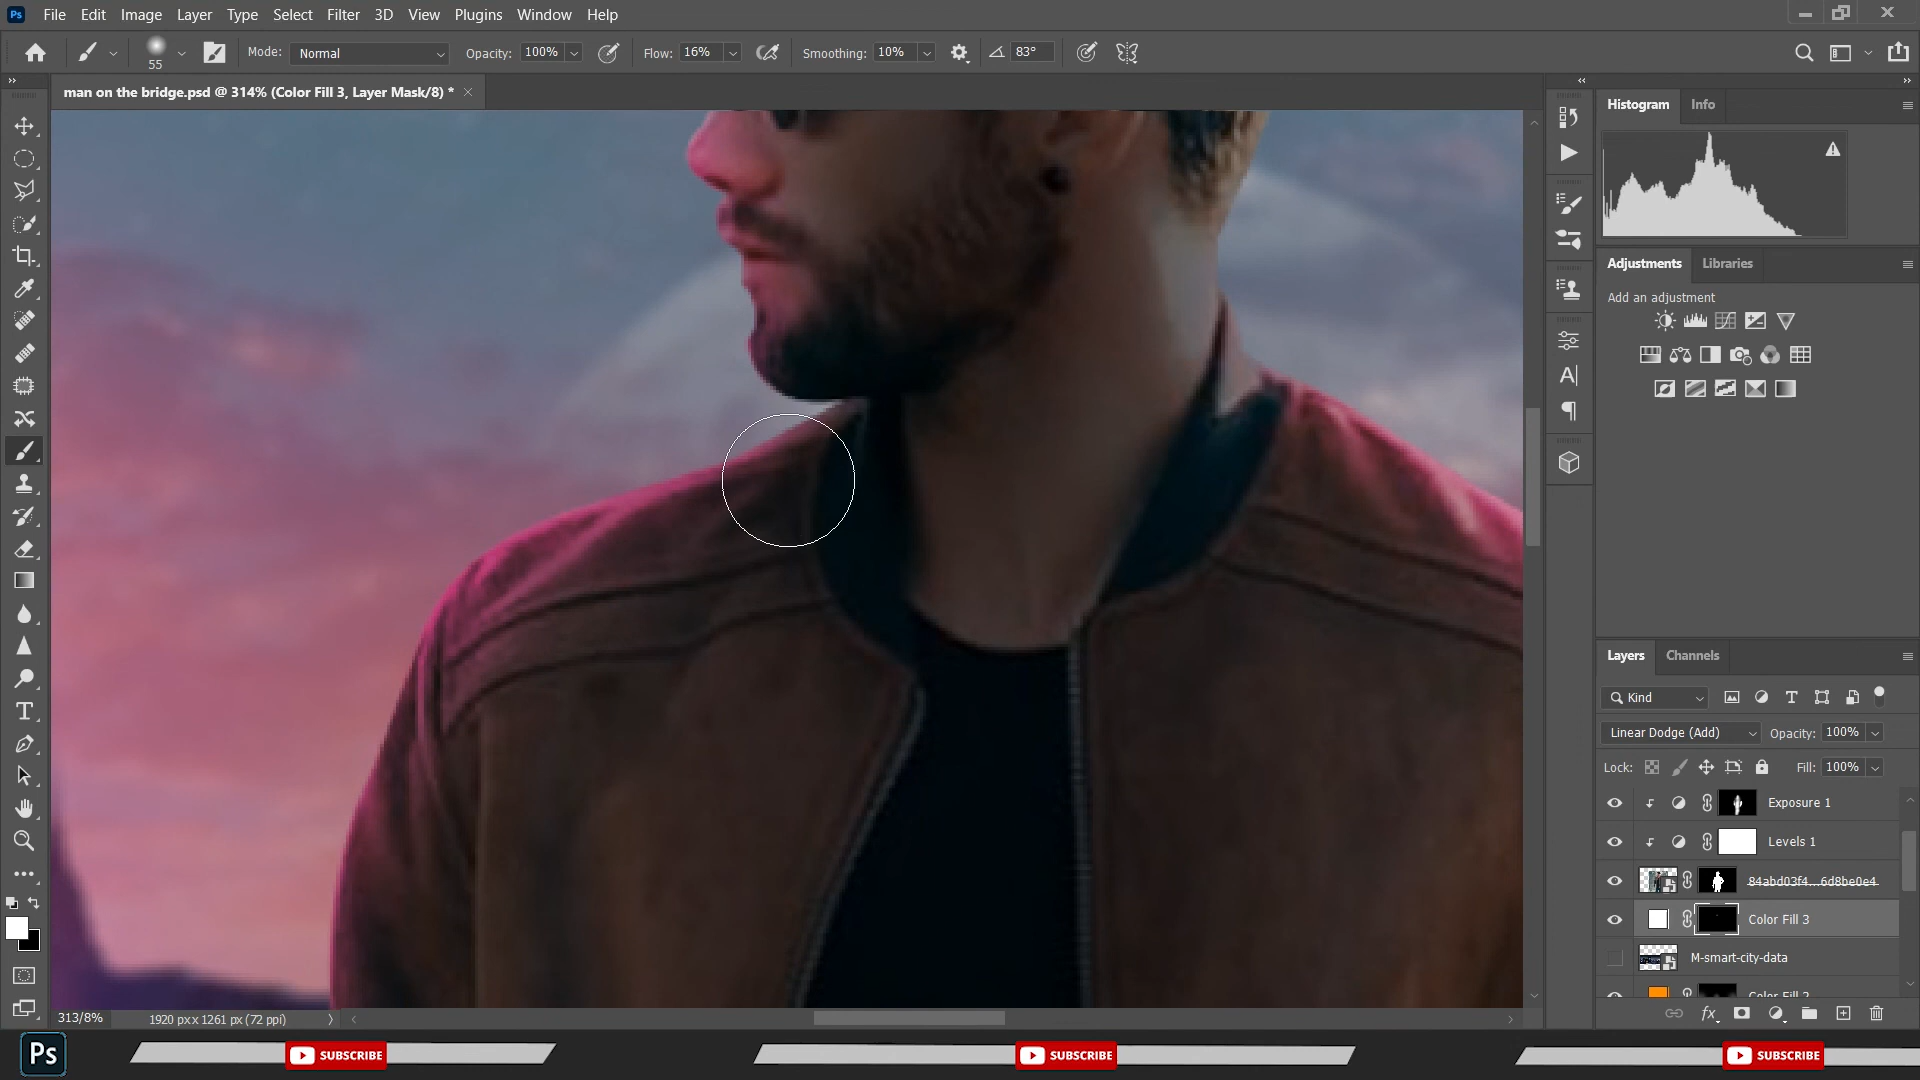 Ps File Edit Image Layer Type Select Filter 3D View Plugins Window Help
55 Mode: Normal Opacity: 100% Flow: 16% Smoothing: 10% 83°
man on the bridge.psd @ 314% (Color Fill 3, Layer Mask/8) *
Histogram Info
Adjustments Libraries
Add an adjustment
Layers Channels
Kind
Linear Dodge (Add) Opacity: 100%
Lock: Fill: 100%
Exposure 1
Levels 1
84abd03f4...6d8be0e4
Color Fill 3
M-smart-city-data
Color Fill 2
fx
313/8% 1920 px x 1261 px (72 ppi)
Ps SUBSCRIBE SUBSCRIBE SUBSCRIBE